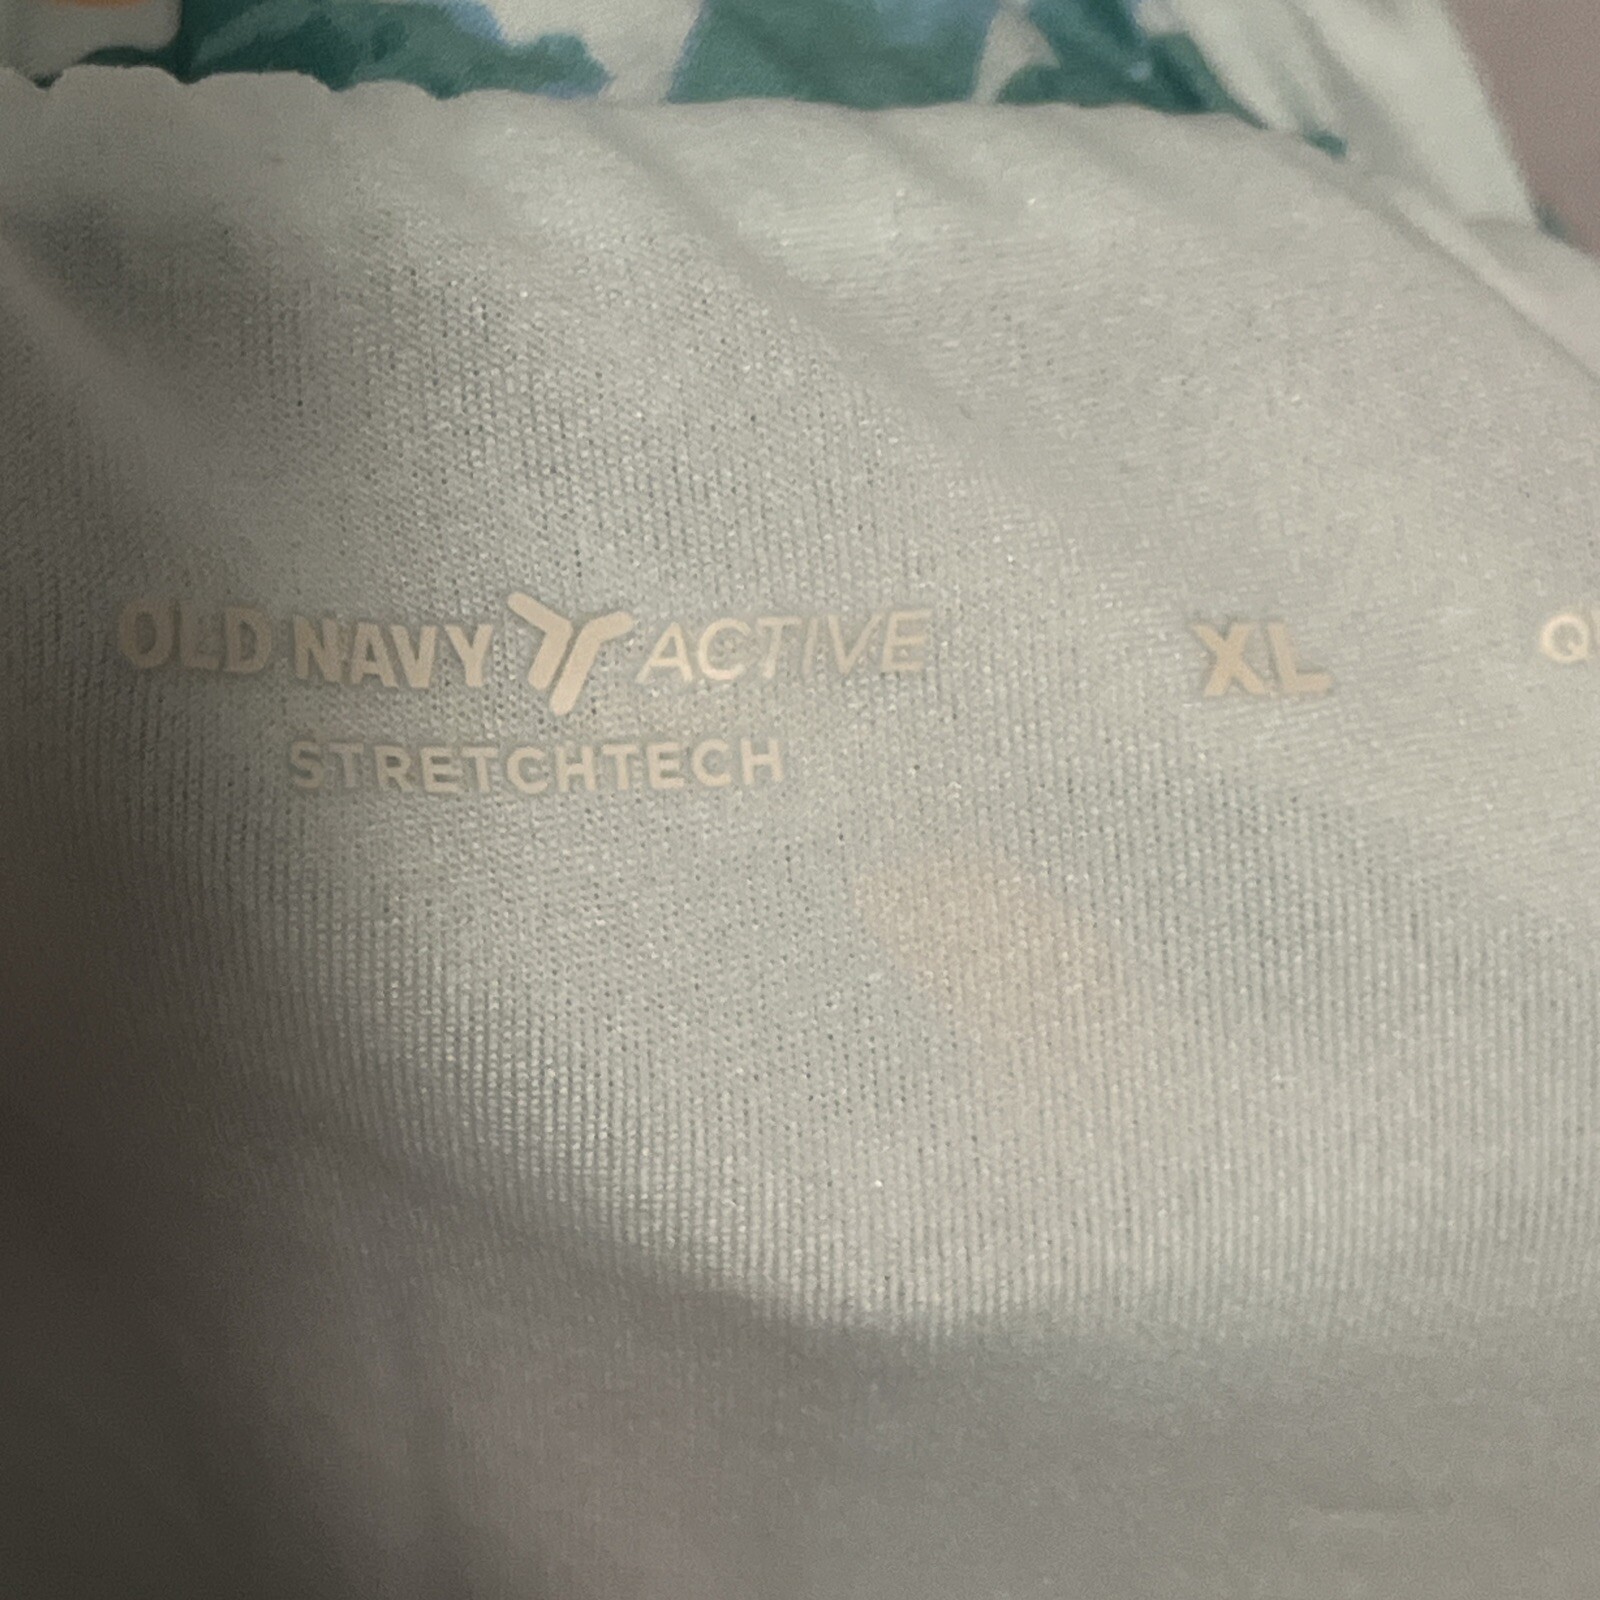 OLD NAVY ACTIVE
STRETCHTECH
XL